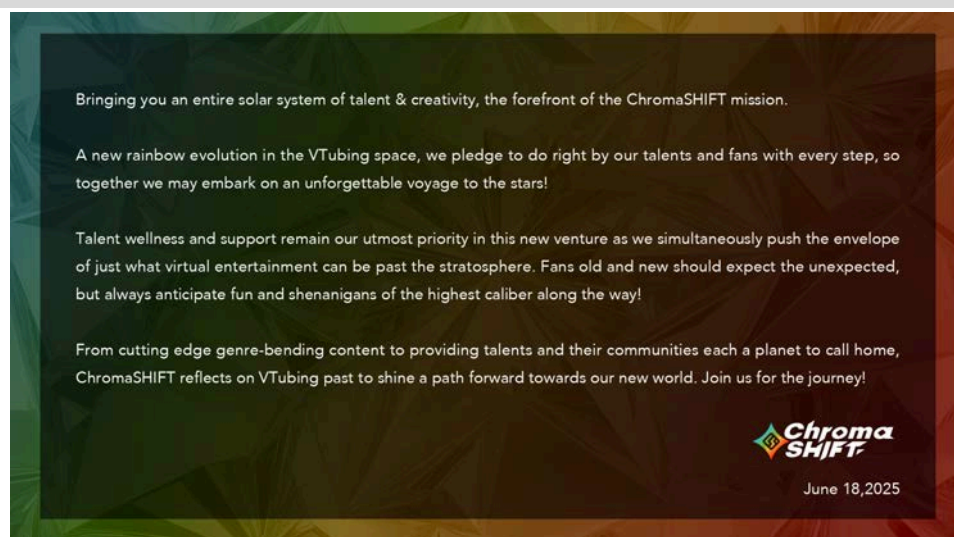 Bringing you an entire solar system of talent & creativity, the forefront of the ChromaSHIFT mission.
A new rainbow evolution in the VTubing space, we pledge to do right by our talents and fans with every step, so
together we may embark on an unforgettable voyage to the stars!
Talent wellness and support remain our utmost priority in this new venture as we simultaneously push the envelope
of just what virtual entertainment can be past the stratosphere. Fans old and new should expect the unexpected,
but always anticipate fun and shenanigans of the highest caliber along the way!
From cutting edge genre-bending content to providing talents and their communities each a planet to call home,
ChromaSHIFT reflects on VTubing past to shine a path forward towards our new world. Join us for the journey!
Chroma
SHIFT
June 18,2025